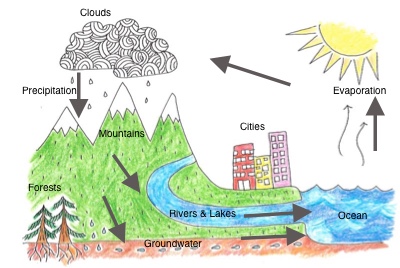 Clouds
Precipitation
Evaporation
Mountains
Cities
Forests
Rivers & Lakes
Ocean
Groundwater